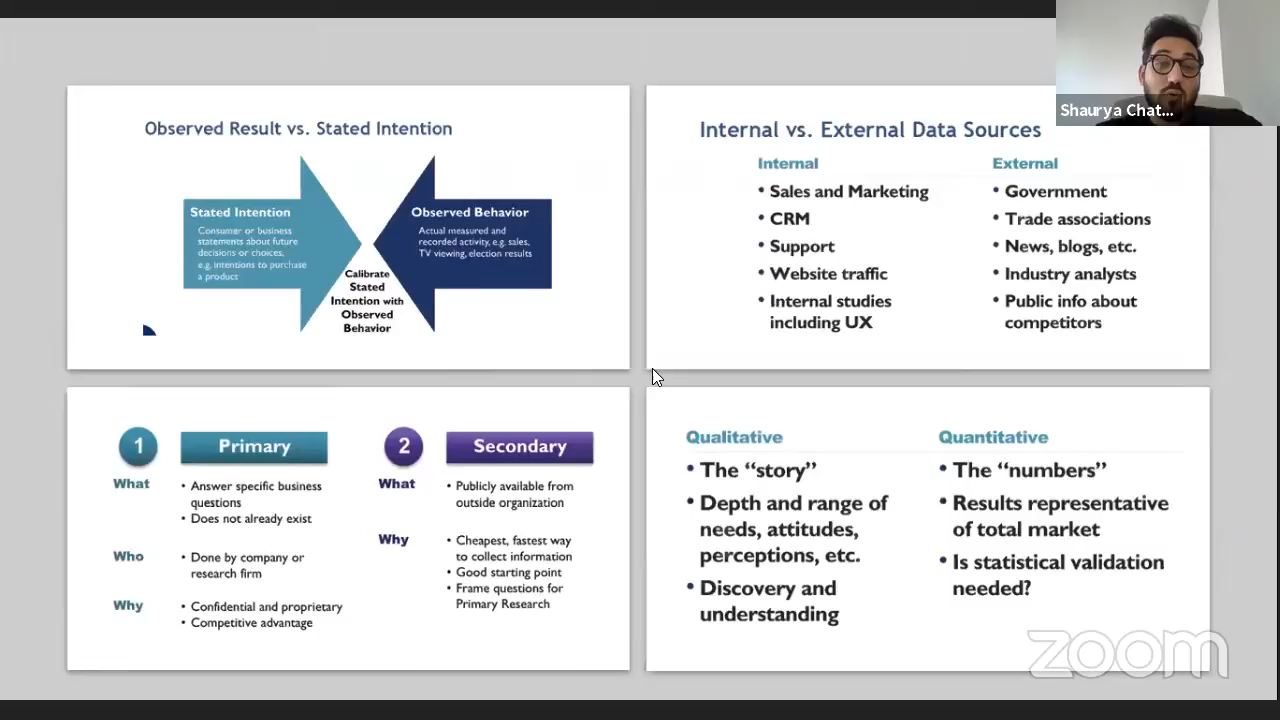 Shaurya Chat...
Observed Result vs. Stated Intention
Stated Intention
Consumer or business
statements about future
decisions or choices,
e.g. intentions to purchase
a product
Observed Behavior
Actual measured and
recorded activity, e.g. sales,
TV viewing, election results
Calibrate
Stated
Intention with
Observed
Behavior
Internal vs. External Data Sources
Internal
• Sales and Marketing
• CRM
• Support
• Website traffic
• Internal studies
including UX
External
• Government
• Trade associations
• News, blogs, etc.
• Industry analysts
• Public info about
competitors
1 Primary
What
• Answer specific business
questions
• Does not already exist
Who
• Done by company or
research firm
Why
• Confidential and proprietary
• Competitive advantage
2 Secondary
What
• Publicly available from
outside organization
Why
• Cheapest, fastest way
to collect information
• Good starting point
• Frame questions for
Primary Research
Qualitative
• The “story”
• Depth and range of
needs, attitudes,
perceptions, etc.
• Discovery and
understanding
Quantitative
• The “numbers”
• Results representative
of total market
• Is statistical validation
needed?
zoom